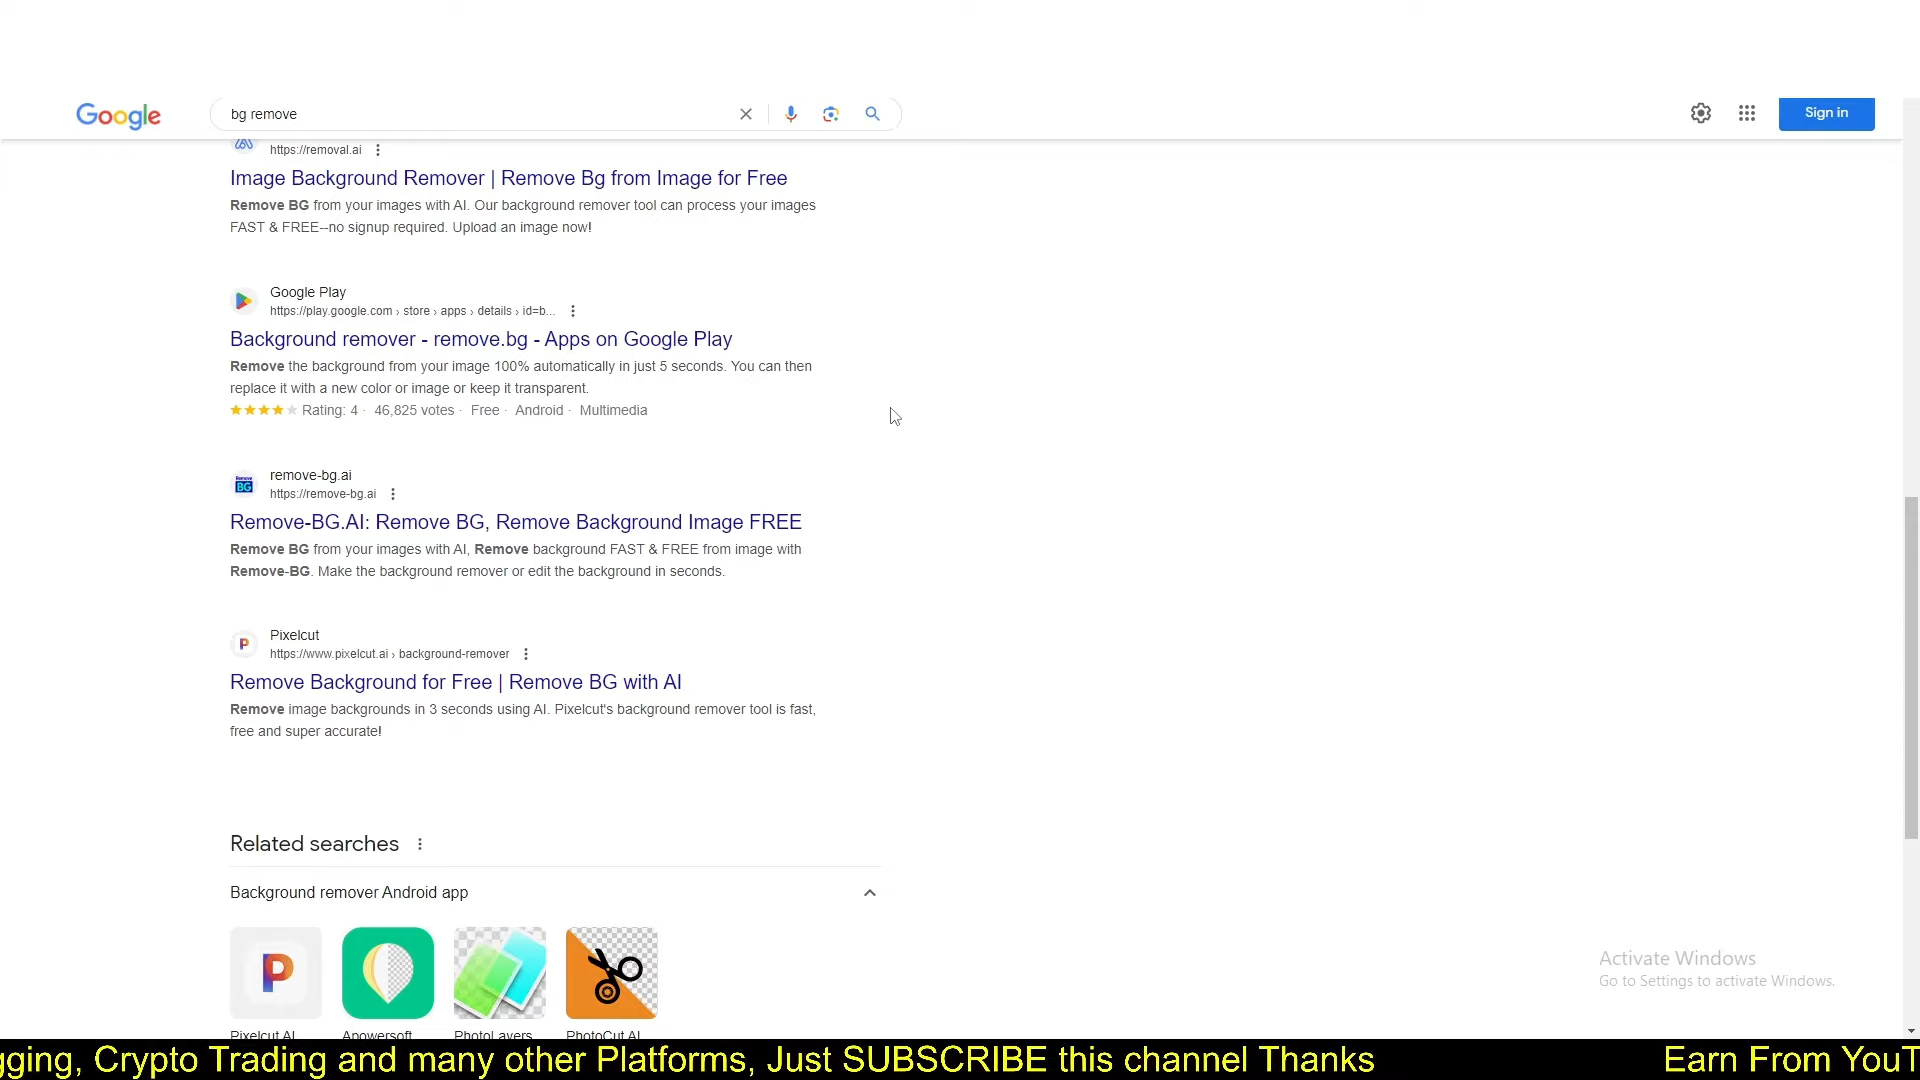 Google
bg remove
Sign in
https://removal.ai
Image Background Remover | Remove Bg from Image for Free
Remove BG from your images with AI. Our background remover tool can process your images
FAST & FREE--no signup required. Upload an image now!
Google Play
https://play.google.com › store › apps › details › id=b...
Background remover - remove.bg - Apps on Google Play
Remove the background from your image 100% automatically in just 5 seconds. You can then
replace it with a new color or image or keep it transparent.
Rating: 4 · 46,825 votes · Free · Android · Multimedia
remove-bg.ai
Remove
BG
https://remove-bg.ai
Remove-BG.AI: Remove BG, Remove Background Image FREE
Remove BG from your images with AI, Remove background FAST & FREE from image with
Remove-BG. Make the background remover or edit the background in seconds.
Pixelcut
P
https://www.pixelcut.ai › background-remover
Remove Background for Free | Remove BG with AI
Remove image backgrounds in 3 seconds using AI. Pixelcut's background remover tool is fast,
free and super accurate!
Related searches
Background remover Android app
P
Pixelcut AI
Apowersoft
PhotoLayers
PhotoCut AI
Activate Windows
Go to Settings to activate Windows.
gging, Crypto Trading and many other Platforms, Just SUBSCRIBE this channel Thanks
Earn From YouT